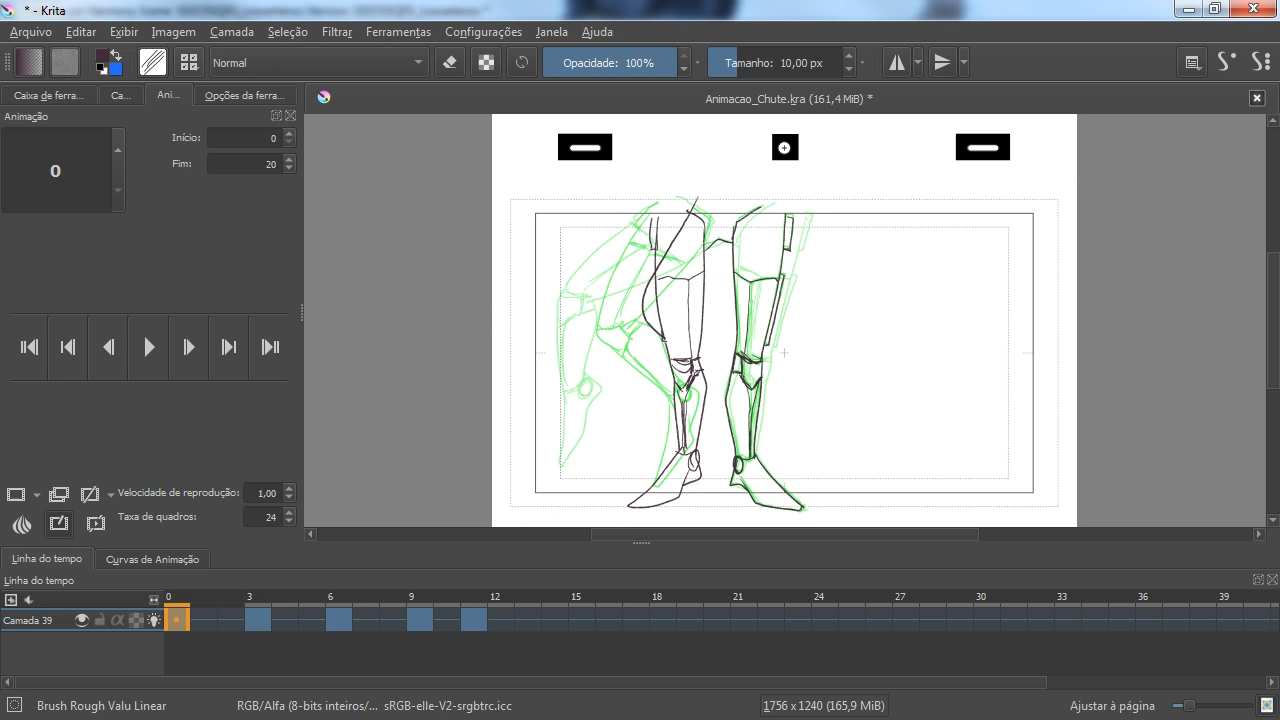 * - Krita
Arquivo Editar Exibir Imagem Camada Seleção Filtrar Ferramentas Configurações Janela Ajuda
Normal Opacidade: 100% Tamanho: 10,00 px
Caixa de ferra... Ca... Ani... Opções da ferra...
Animacao_Chute.kra (161,4 MiB) *
Animação
0
Início: 0
Fim: 20
Velocidade de reprodução: 1,00
Taxa de quadros: 24
Linha do tempo Curvas de Animação
Linha do tempo
0 3 6 9 12 15 18 21 24 27 30 33 36 39
Camada 39
Brush Rough Valu Linear RGB/Alfa (8-bits inteiros/... sRGB-elle-V2-srgbtrc.icc 1756 x 1240 (165,9 MiB) Ajustar à página